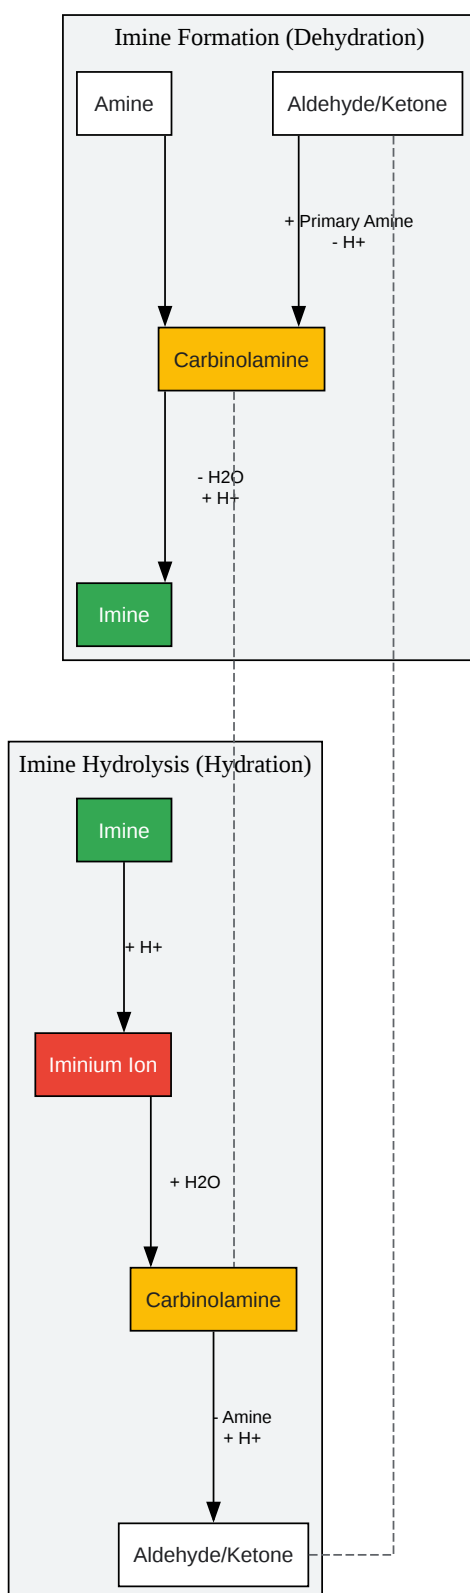 Imine Formation (Dehydration)
Amine
Aldehyde/Ketone
+ Primary Amine
- H+
Carbinolamine
- H2O
+ H+
Imine
Imine Hydrolysis (Hydration)
Imine
+ H+
Iminium Ion
+ H2O
Carbinolamine
- Amine
+ H+
Aldehyde/Ketone